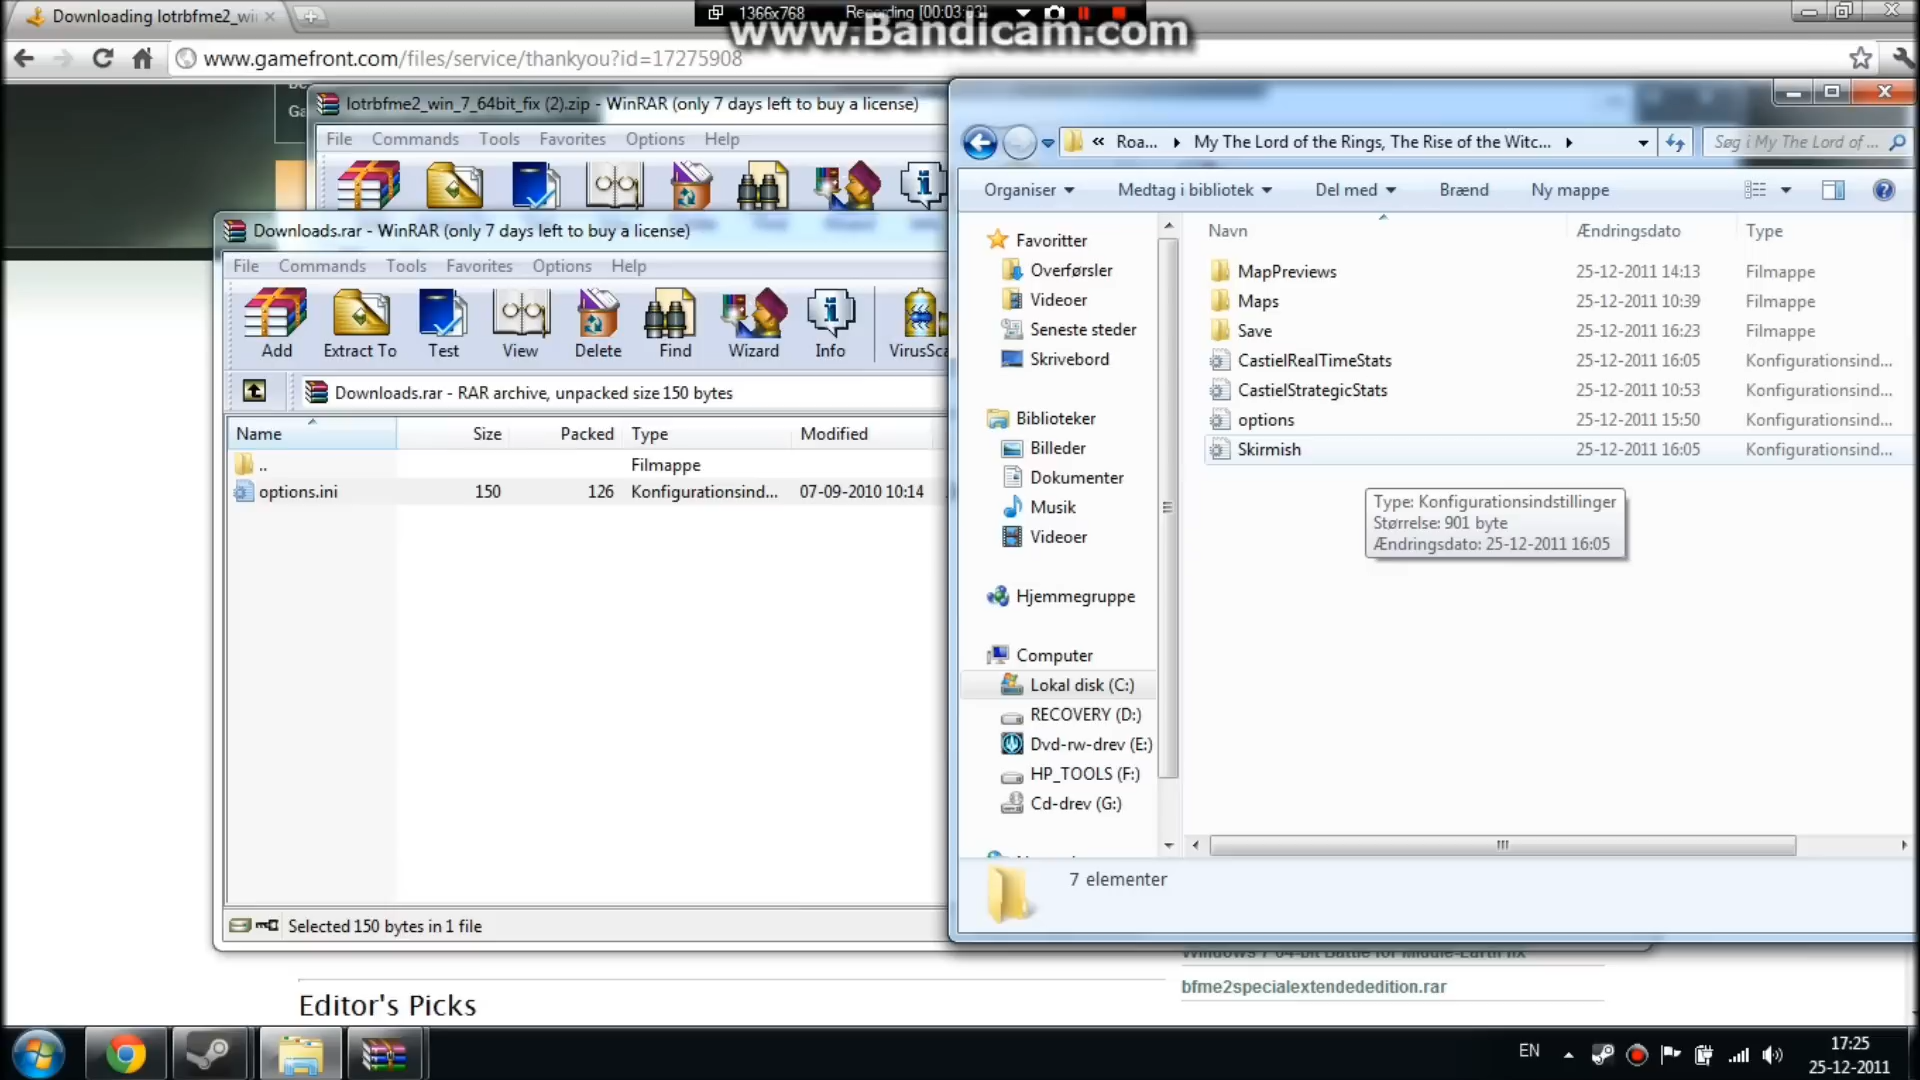 Downloading lotrbfme2_wi
1366x768
Recording [00:03:
www.Bandicam.com
www.gamefront.com/files/service/thankyou?id=17275908
Ga
lotrbfme2_win_7_64bit_fix (2).zip - WinRAR (only 7 days left to buy a license)
File Commands Tools Favorites Options Help
Downloads.rar - WinRAR (only 7 days left to buy a license)
File Commands Tools Favorites Options Help
Add Extract To Test View Delete Find Wizard Info VirusSca
Downloads.rar - RAR archive, unpacked size 150 bytes
Name Size Packed Type Modified
.. Filmappe
options.ini 150 126 Konfigurationsind... 07-09-2010 10:14
Selected 150 bytes in 1 file
« Roa... My The Lord of the Rings, The Rise of the Witc...
Søg i My The Lord of ...
Organiser Medtag i bibliotek Del med Brænd Ny mappe
Favoritter
Overførsler
Videoer
Seneste steder
Skrivebord
Biblioteker
Billeder
Dokumenter
Musik
Videoer
Hjemmegruppe
Computer
Lokal disk (C:)
RECOVERY (D:)
Dvd-rw-drev (E:)
HP_TOOLS (F:)
Cd-drev (G:)
Navn Ændringsdato Type
MapPreviews 25-12-2011 14:13 Filmappe
Maps 25-12-2011 10:39 Filmappe
Save 25-12-2011 16:23 Filmappe
CastielRealTimeStats 25-12-2011 16:05 Konfigurationsind...
CastielStrategicStats 25-12-2011 10:53 Konfigurationsind...
options 25-12-2011 15:50 Konfigurationsind...
Skirmish 25-12-2011 16:05 Konfigurationsind...
Type: Konfigurationsindstillinger
Størrelse: 901 byte
Ændringsdato: 25-12-2011 16:05
7 elementer
Windows 7 64-bit Battle for Middle-Earth fix
bfme2specialextendededition.rar
Editor's Picks
EN
17:25
25-12-2011